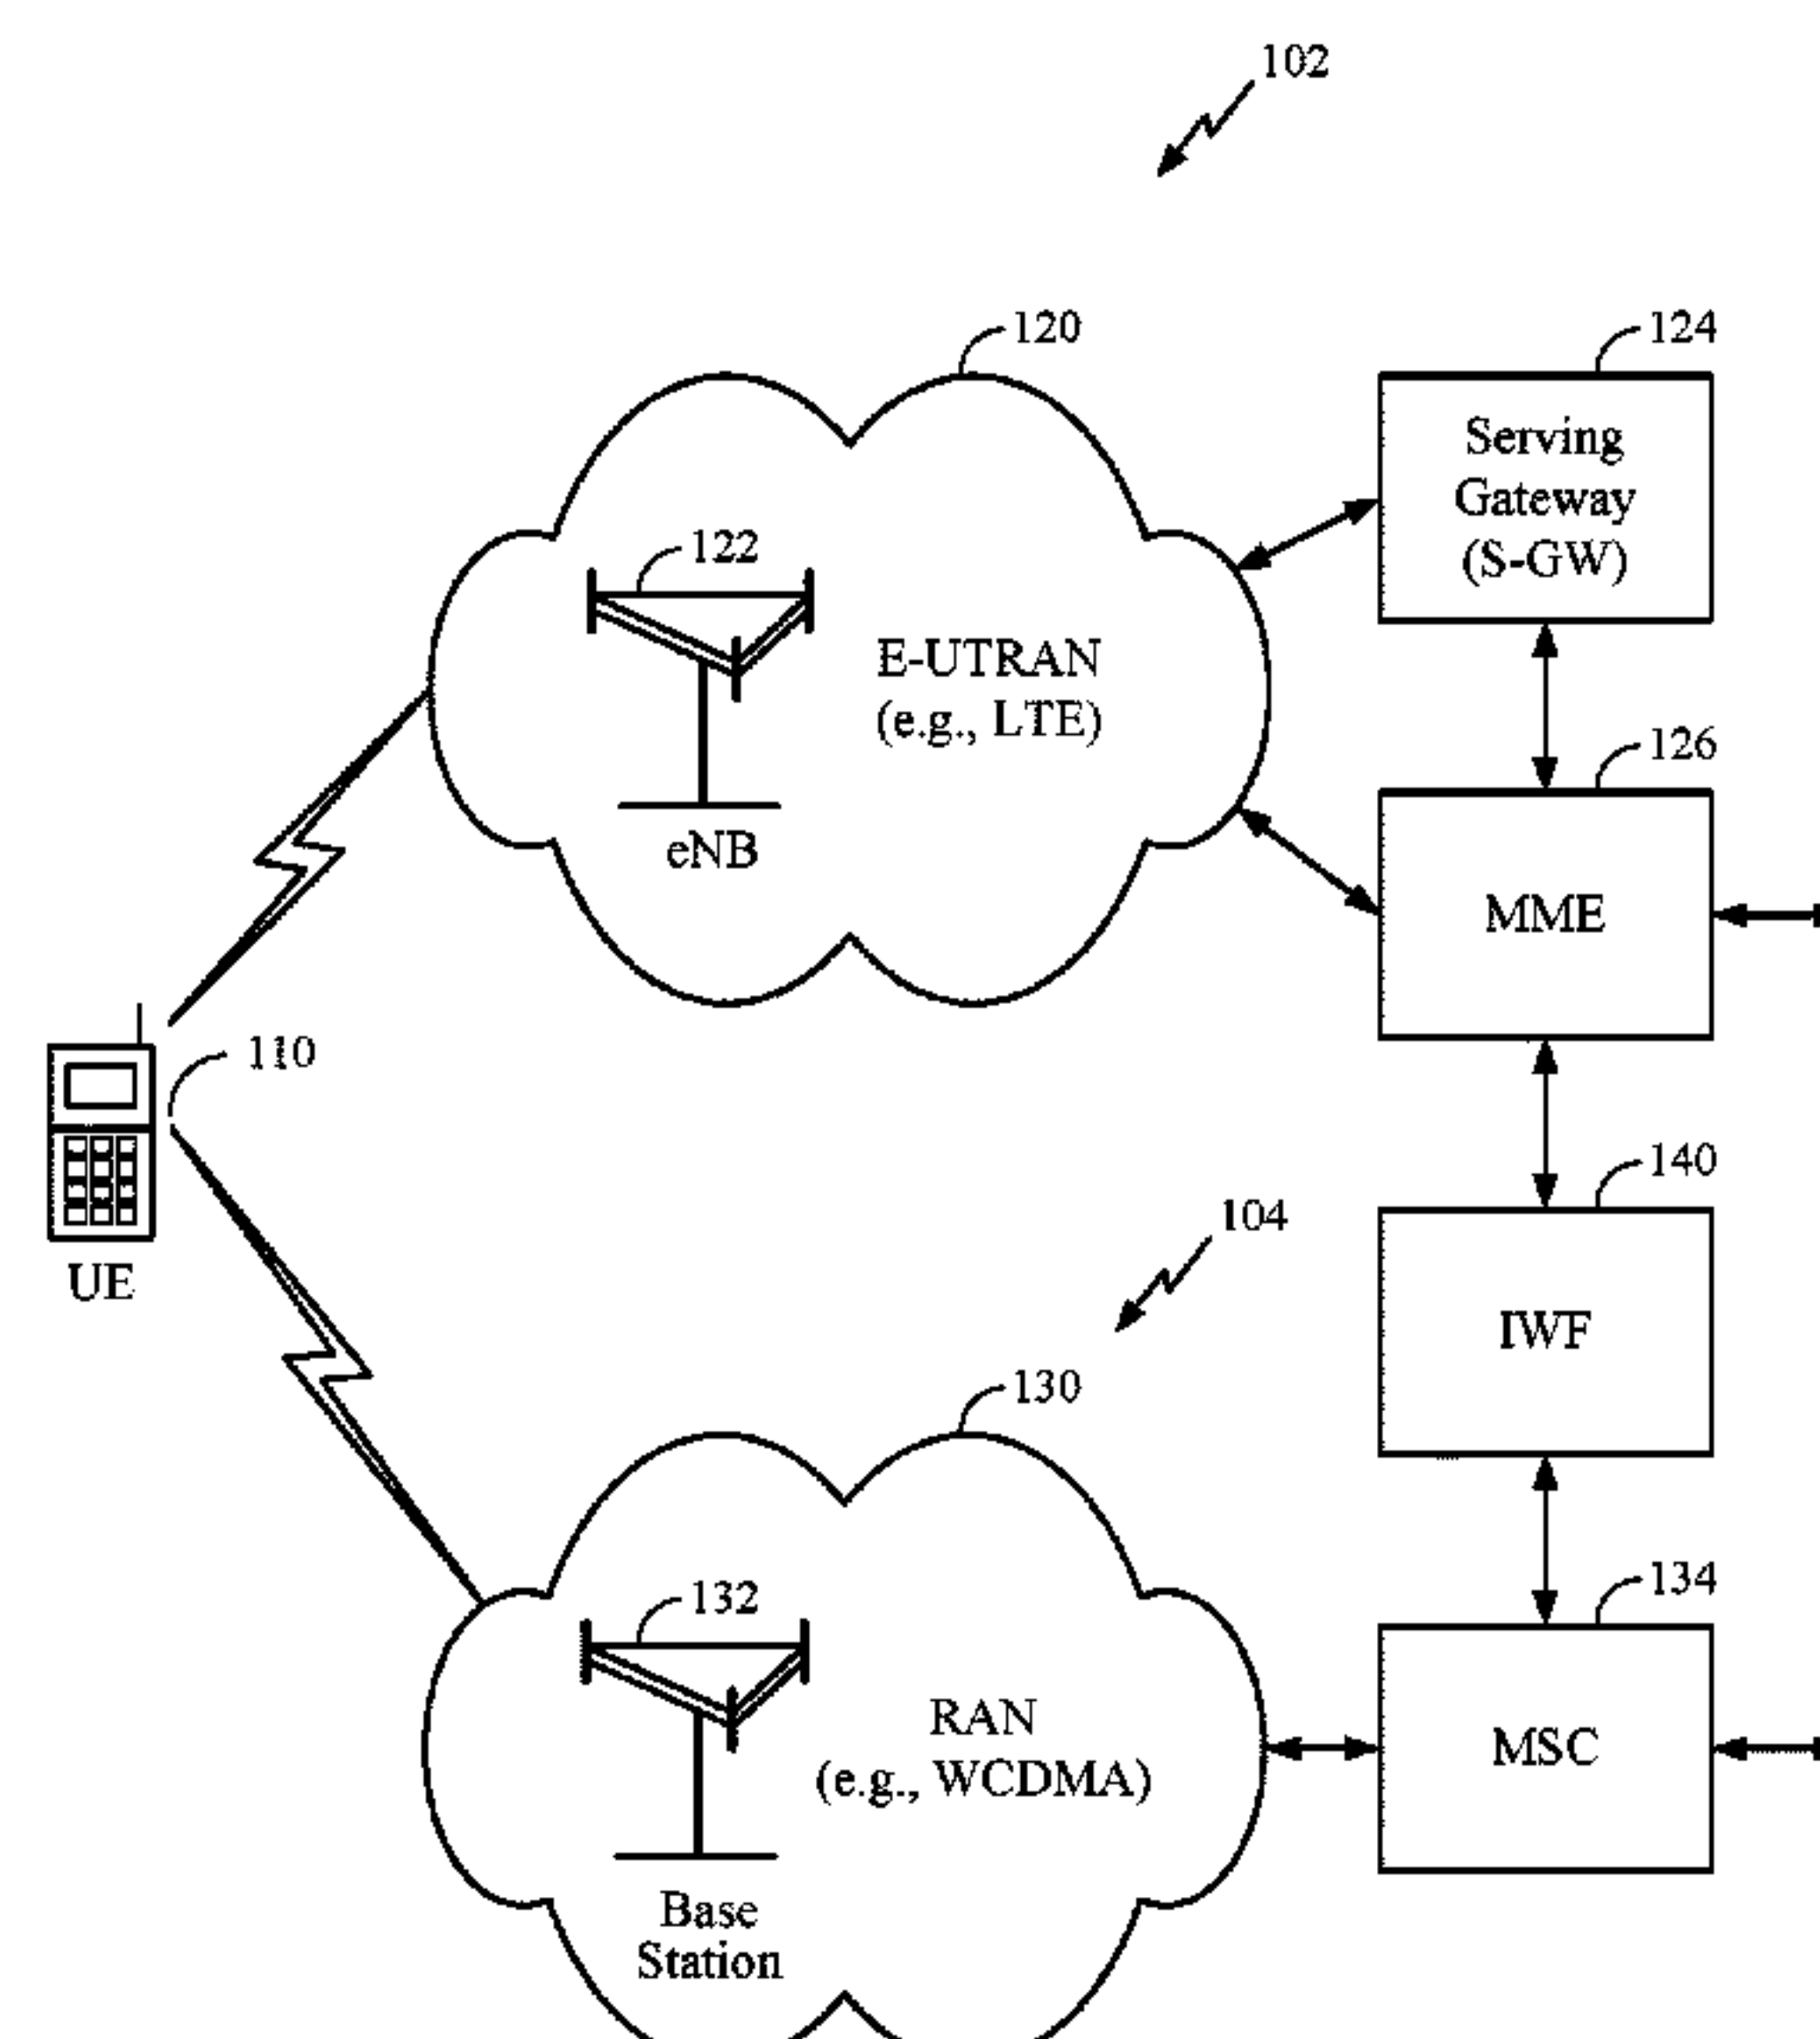 102
120
124
Serving
Gateway
(S-GW)
122
E-UTRAN
(e.g., LTE)
126
eNB
MME
110
140
104
UE
IWF
130
134
132
RAN
(e.g., WCDMA)
MSC
Base
Station